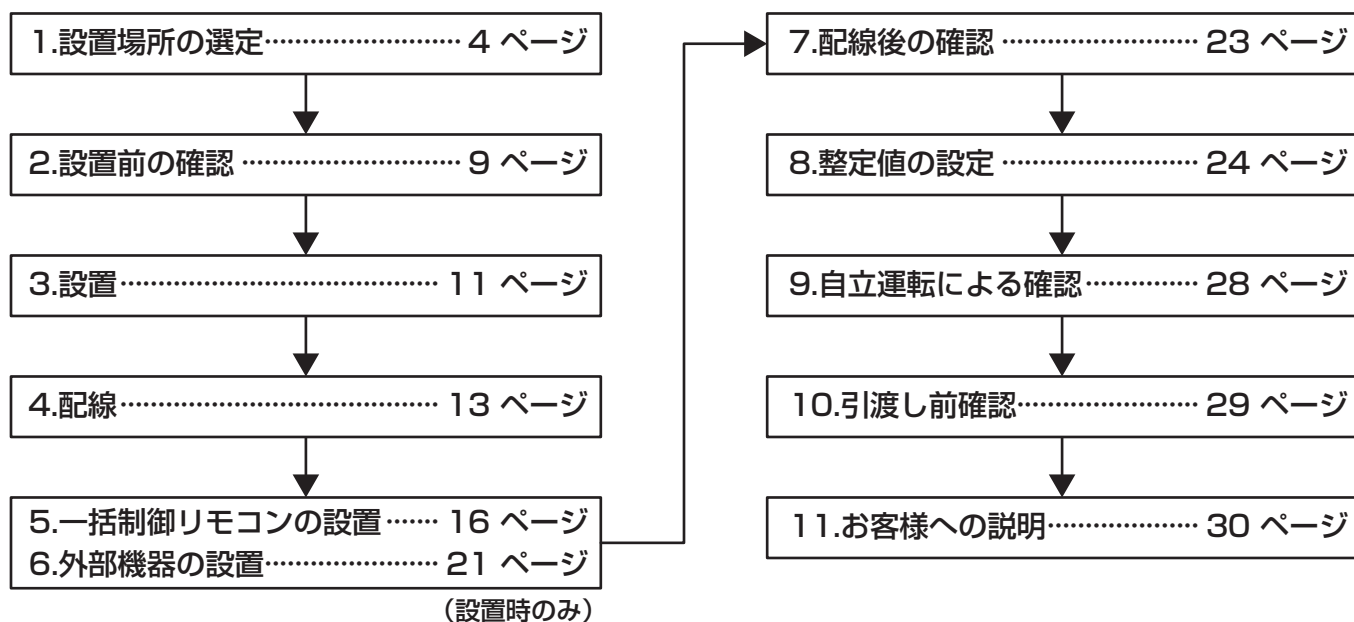 1.設置場所の選定…………………… 4 ページ
2.設置前の確認 …………………… 9 ページ
3.設置…………………………… 11 ページ
4.配線…………………………… 13 ページ
5.一括制御リモコンの設置……… 16 ページ
6.外部機器の設置………………… 21 ページ
(設置時のみ)
7.配線後の確認 ………………… 23 ページ
8.整定値の設定 ………………… 24 ページ
9.自立運転による確認…………… 28 ページ
10.引渡し前確認………………… 29 ページ
11.お客様への説明……………… 30 ページ